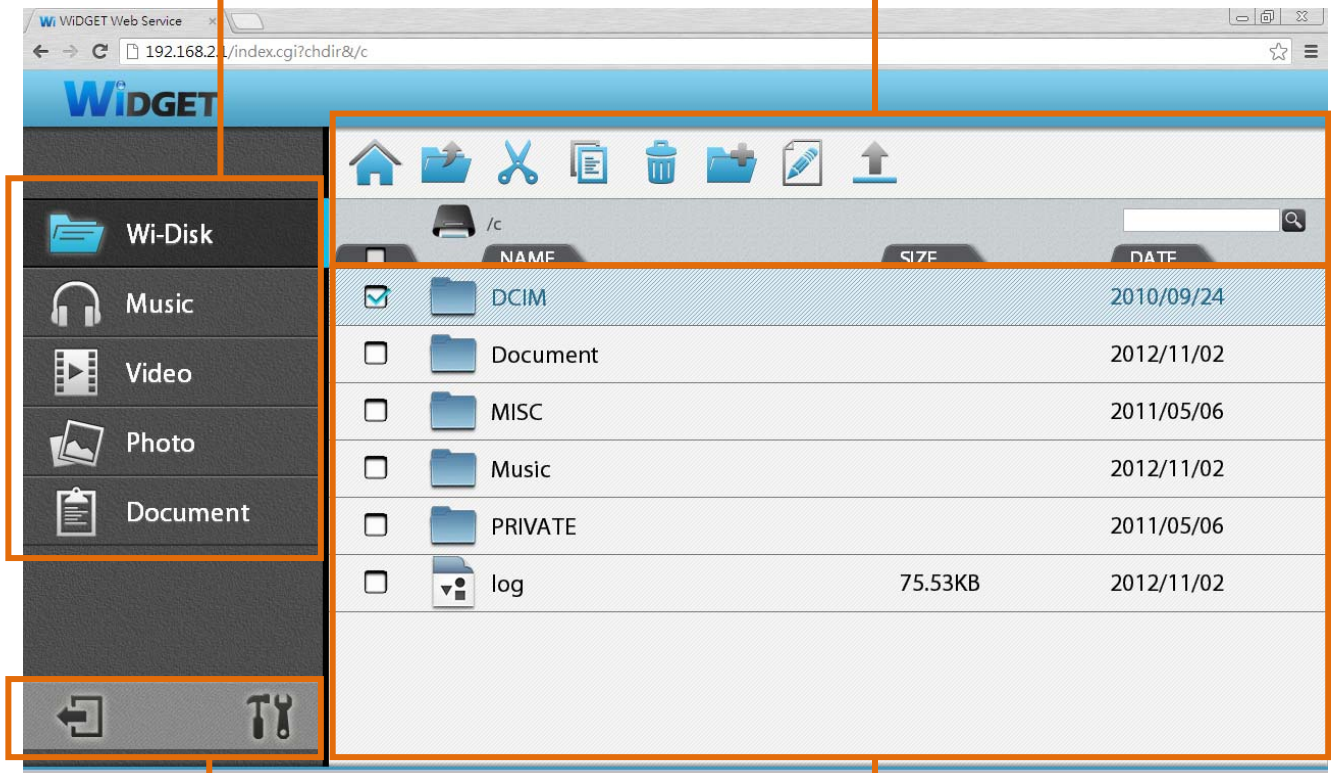 Wi WiDGET Web Service
192.168.2.1/index.cgi?chdir&/c
WiDGET
/c
NAME SIZE DATE
Wi-Disk
Music
Video
Photo
Document
DCIM 2010/09/24
Document 2012/11/02
MISC 2011/05/06
Music 2012/11/02
PRIVATE 2011/05/06
log 75.53KB 2012/11/02